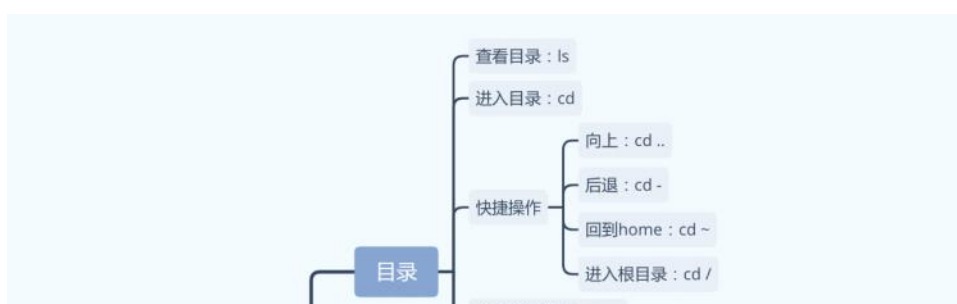 查看目录：ls
进入目录：cd
向上：cd ..
后退：cd -
快捷操作
回到home：cd ~
目录
进入根目录：cd /